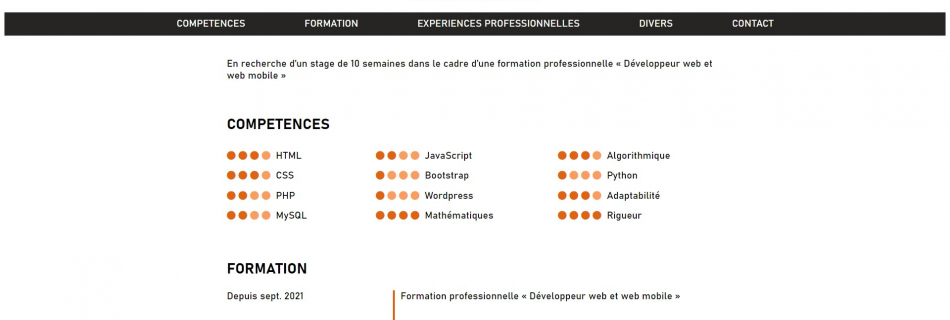 COMPETENCES FORMATION EXPERIENCES PROFESSIONNELLES DIVERS CONTACT
En recherche d'un stage de 10 semaines dans le cadre d'une formation professionnelle « Développeur web et
web mobile »
COMPETENCES
HTML JavaScript Algorithmique
CSS Bootstrap Python
PHP Wordpress Adaptabilité
MySQL Mathématiques Rigueur
FORMATION
Depuis sept. 2021 Formation professionnelle « Développeur web et web mobile »